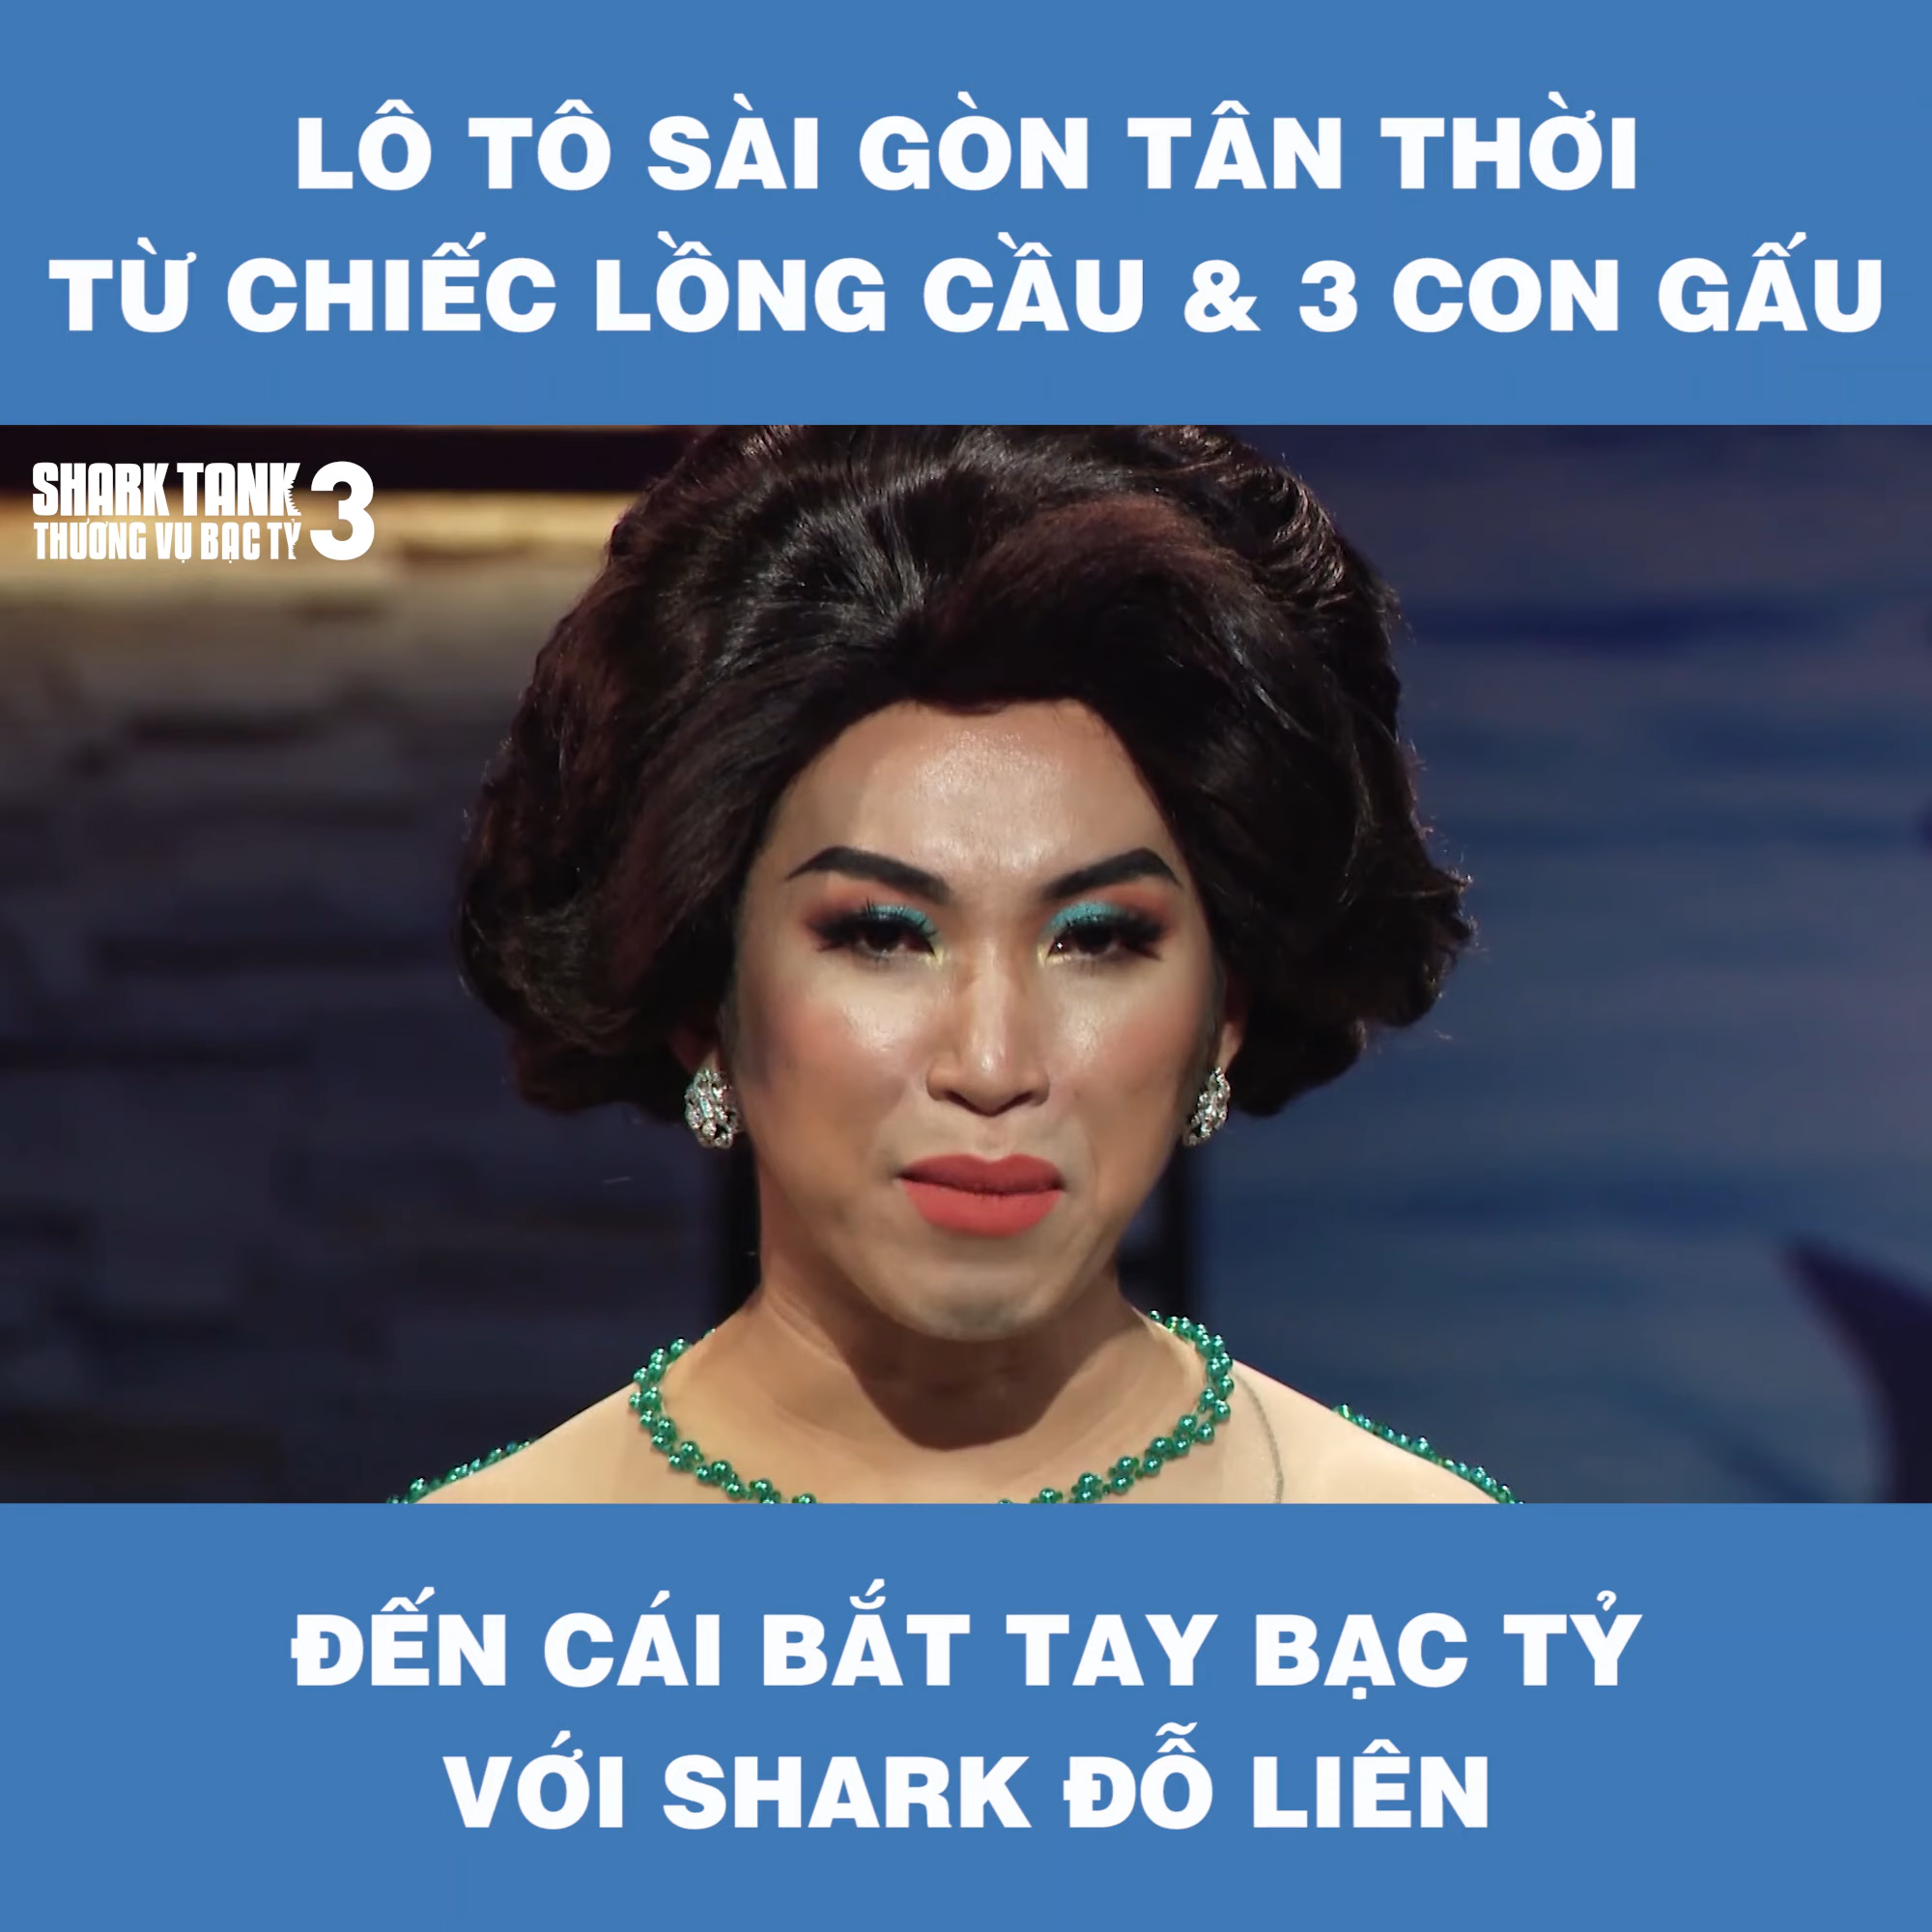 LÔ TÔ SÀI GÒN TÂN THỜI
TỪ CHIẾC LỒNG CẦU & 3 CON GẤU
SHARK TANK 3
THƯƠNG VỤ BẠC TỶ
ĐẾN CÁI BẮT TAY BẠC TỶ
VỚI SHARK ĐỖ LIÊN